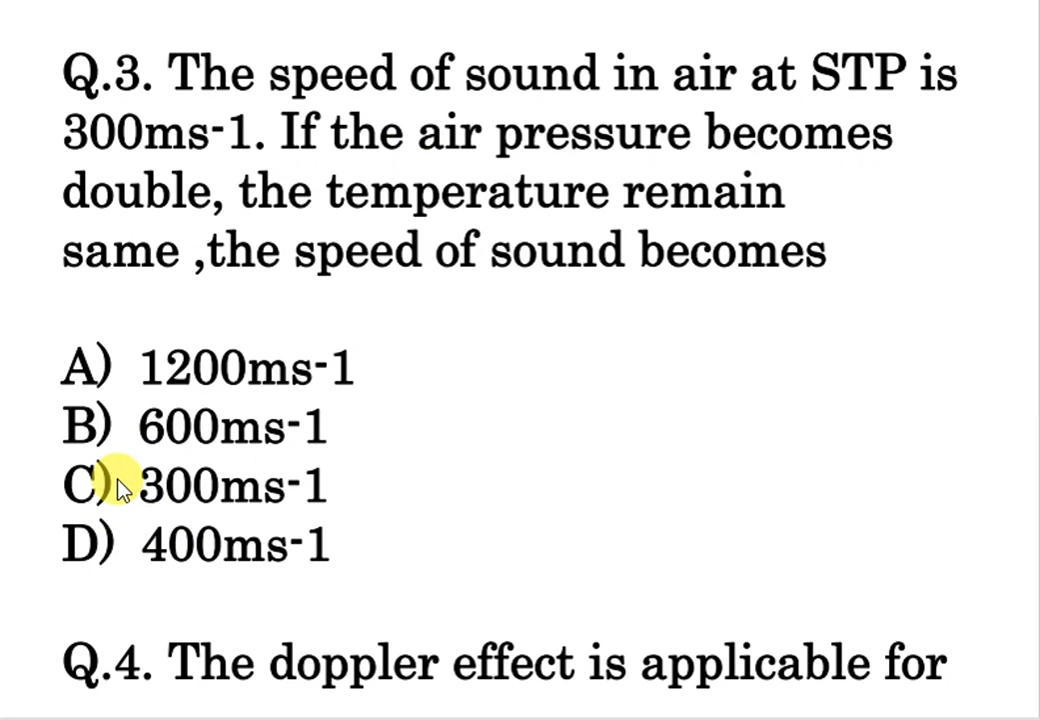 Q.3. The speed of sound in air at STP is
300ms-1. If the air pressure becomes
double, the temperature remain
same ,the speed of sound becomes
A) 1200ms-1
B) 600ms-1
C) 300ms-1
D) 400ms-1
Q.4. The doppler effect is applicable for